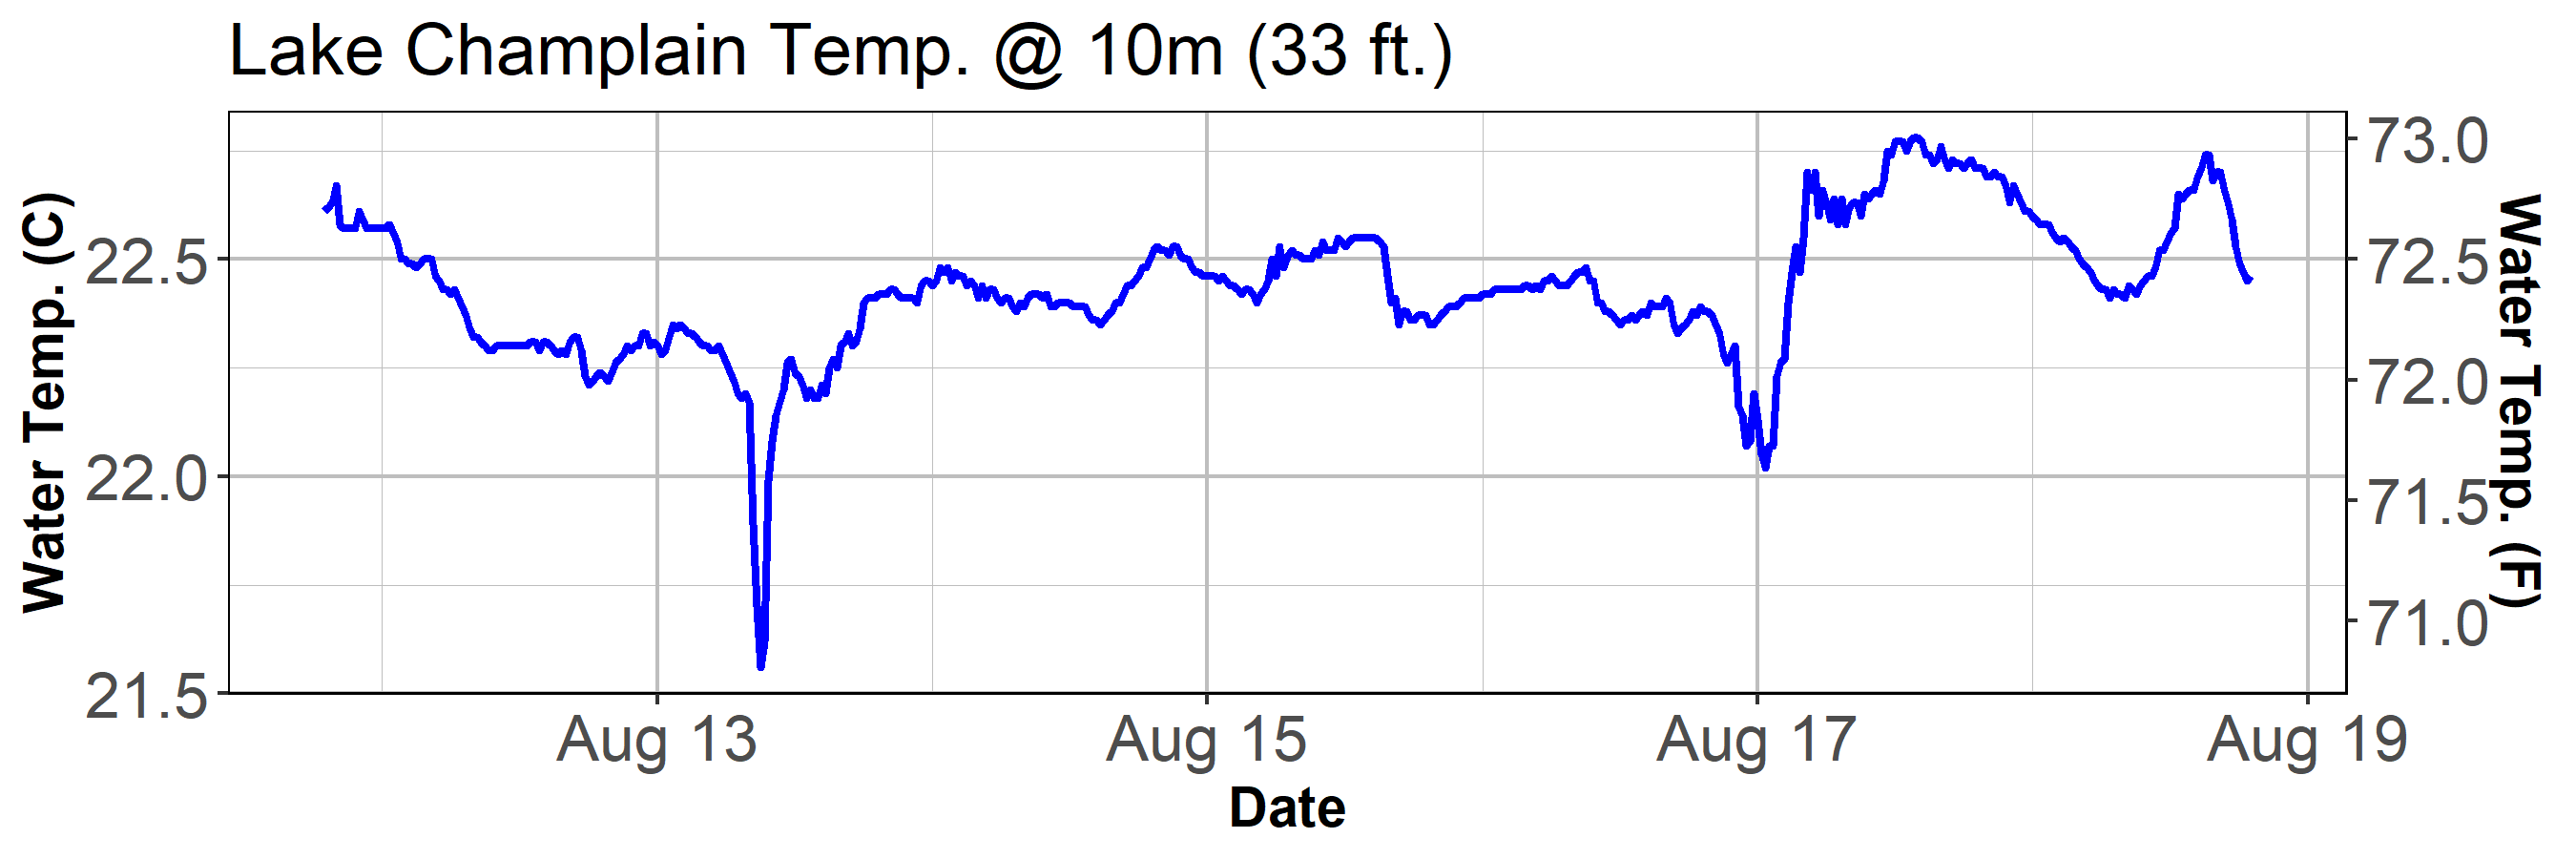 Lake Champlain Temp. @ 10m (33 ft.)
Water Temp. (C)
22.5
22.0
21.5
73.0
72.5
72.0
71.5
71.0
Water Temp. (F)
Aug 13
Aug 15
Aug 17
Aug 19
Date